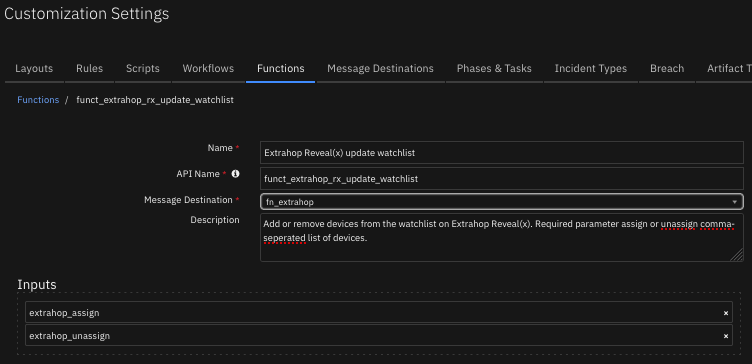 Customization Settings
Layouts Rules Scripts Workflows Functions Message Destinations Phases & Tasks Incident Types Breach Artifact T
Functions / funct_extrahop_rx_update_watchlist
Name * Extrahop Reveal(x) update watchlist
API Name * funct_extrahop_rx_update_watchlist
Message Destination * fn_extrahop
Description Add or remove devices from the watchlist on Extrahop Reveal(x). Required parameter assign or unassign comma-
seperated list of devices.
Inputs
extrahop_assign ×
extrahop_unassign ×